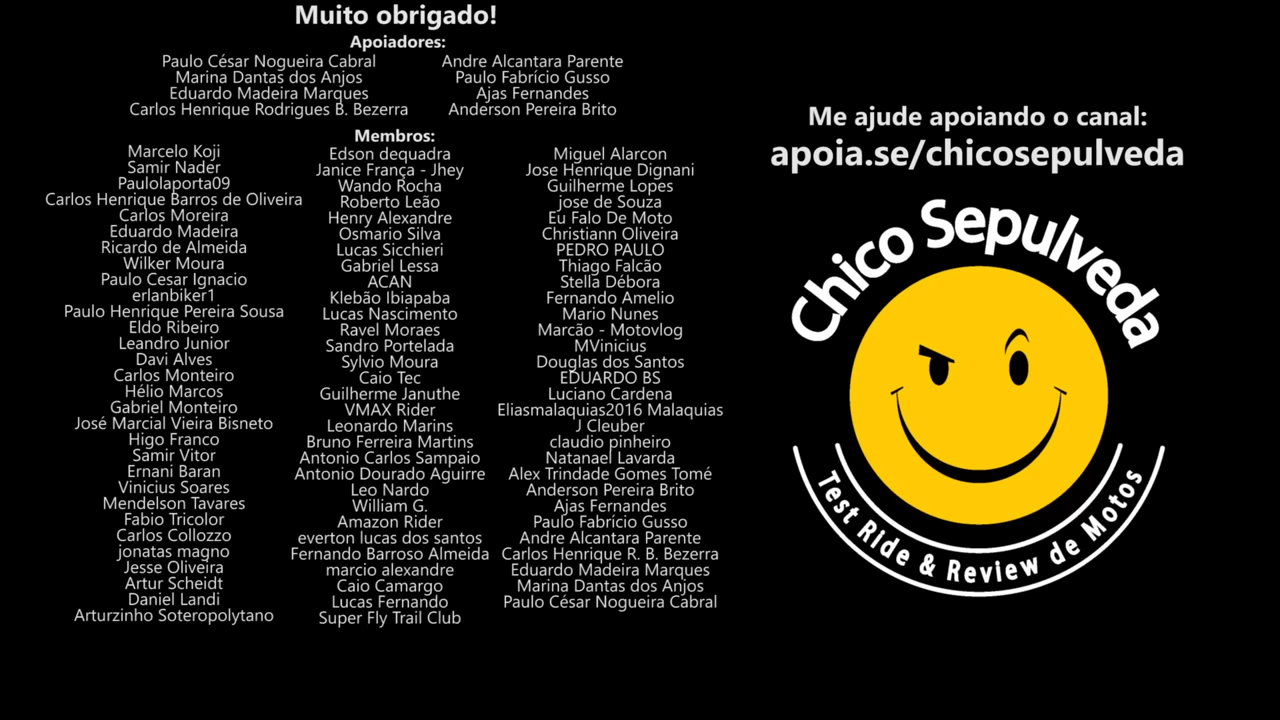 Muito obrigado!
Apoiadores:
Paulo César Nogueira Cabral
Marina Dantas dos Anjos
Eduardo Madeira Marques
Carlos Henrique Rodrigues B. Bezerra
Andre Alcantara Parente
Paulo Fabrício Gusso
Ajas Fernandes
Anderson Pereira Brito
Membros:
Marcelo Koji
Samir Nader
Paulolaporta09
Carlos Henrique Barros de Oliveira
Carlos Moreira
Eduardo Madeira
Ricardo de Almeida
Wilker Moura
Paulo Cesar Ignacio
erlanbiker1
Paulo Henrique Pereira Sousa
Eldo Ribeiro
Leandro Junior
Davi Alves
Carlos Monteiro
Hélio Marcos
Gabriel Monteiro
José Marcial Vieira Bisneto
Higo Franco
Samir Vitor
Ernani Baran
Vinicius Soares
Mendelson Tavares
Fabio Tricolor
Carlos Collozzo
jonatas magno
Jesse Oliveira
Artur Scheidt
Daniel Landi
Arturzinho Soteropolytano
Edson dequadra
Janice França - Jhey
Wando Rocha
Roberto Leão
Henry Alexandre
Osmario Silva
Lucas Sicchieri
Gabriel Lessa
ACAN
Klebão Ibiapaba
Lucas Nascimento
Ravel Moraes
Sandro Portelada
Sylvio Moura
Caio Tec
Guilherme Januthe
VMAX Rider
Leonardo Marins
Bruno Ferreira Martins
Antonio Carlos Sampaio
Antonio Dourado Aguirre
Leo Nardo
William G.
Amazon Rider
everton lucas dos santos
Fernando Barroso Almeida
marcio alexandre
Caio Camargo
Lucas Fernando
Super Fly Trail Club
Miguel Alarcon
Jose Henrique Dignani
Guilherme Lopes
jose de Souza
Eu Falo De Moto
Christiann Oliveira
PEDRO PAULO
Thiago Falcão
Stella Débora
Fernando Amelio
Mario Nunes
Marcão - Motovlog
MVinicius
Douglas dos Santos
EDUARDO BS
Luciano Cardena
Eliasmalaquias2016 Malaquias
J Cleuber
claudio pinheiro
Natanael Lavarda
Alex Trindade Gomes Tomé
Anderson Pereira Brito
Ajas Fernandes
Paulo Fabrício Gusso
Andre Alcantara Parente
Carlos Henrique R. B. Bezerra
Eduardo Madeira Marques
Marina Dantas dos Anjos
Paulo César Nogueira Cabral
Me ajude apoiando o canal:
apoia.se/chicosepulveda
Chico Sepulveda
Test Ride & Review de Motos